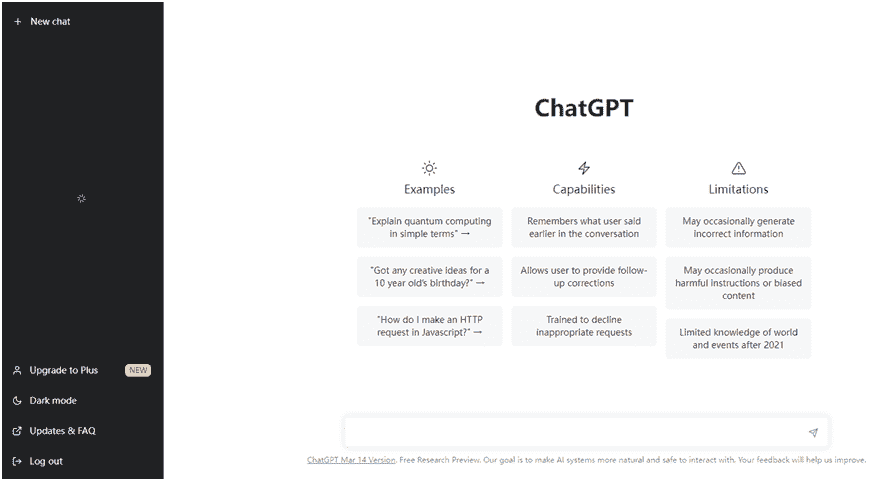 New chat
ChatGPT
Examples
"Explain quantum computing
in simple terms" →
"Got any creative ideas for a
10 year old's birthday?" →
"How do I make an HTTP
request in Javascript?" →
Capabilities
Remembers what user said
earlier in the conversation
Allows user to provide follow-
up corrections
Trained to decline
inappropriate requests
Limitations
May occasionally generate
incorrect information
May occasionally produce
harmful instructions or biased
content
Limited knowledge of world
and events after 2021
Upgrade to Plus NEW
Dark mode
Updates & FAQ
Log out
ChatGPT Mar 14 Version. Free Research Preview. Our goal is to make AI systems more natural and safe to interact with. Your feedback will help us improve.